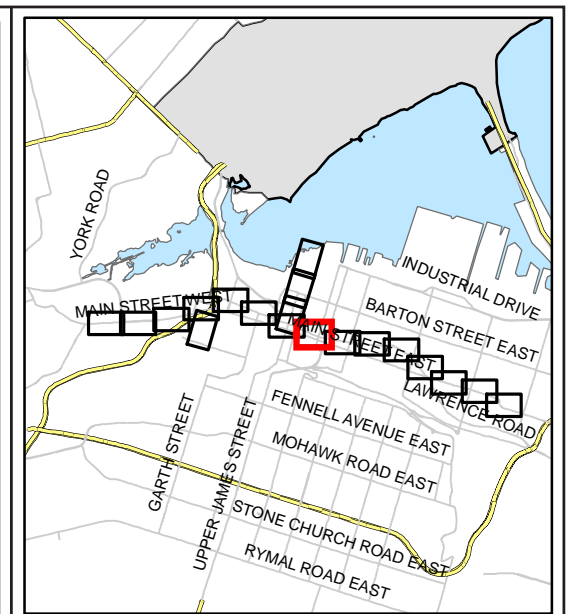 YORK ROAD
INDUSTRIAL DRIVE
MAIN STREET WEST
BARTON STREET EAST
MAIN STREET EAST
LAWRENCE ROAD
FENNELL AVENUE EAST
GARTH STREET
MOHAWK ROAD EAST
UPPER JAMES STREET
STONE CHURCH ROAD EAST
RYMAL ROAD EAST